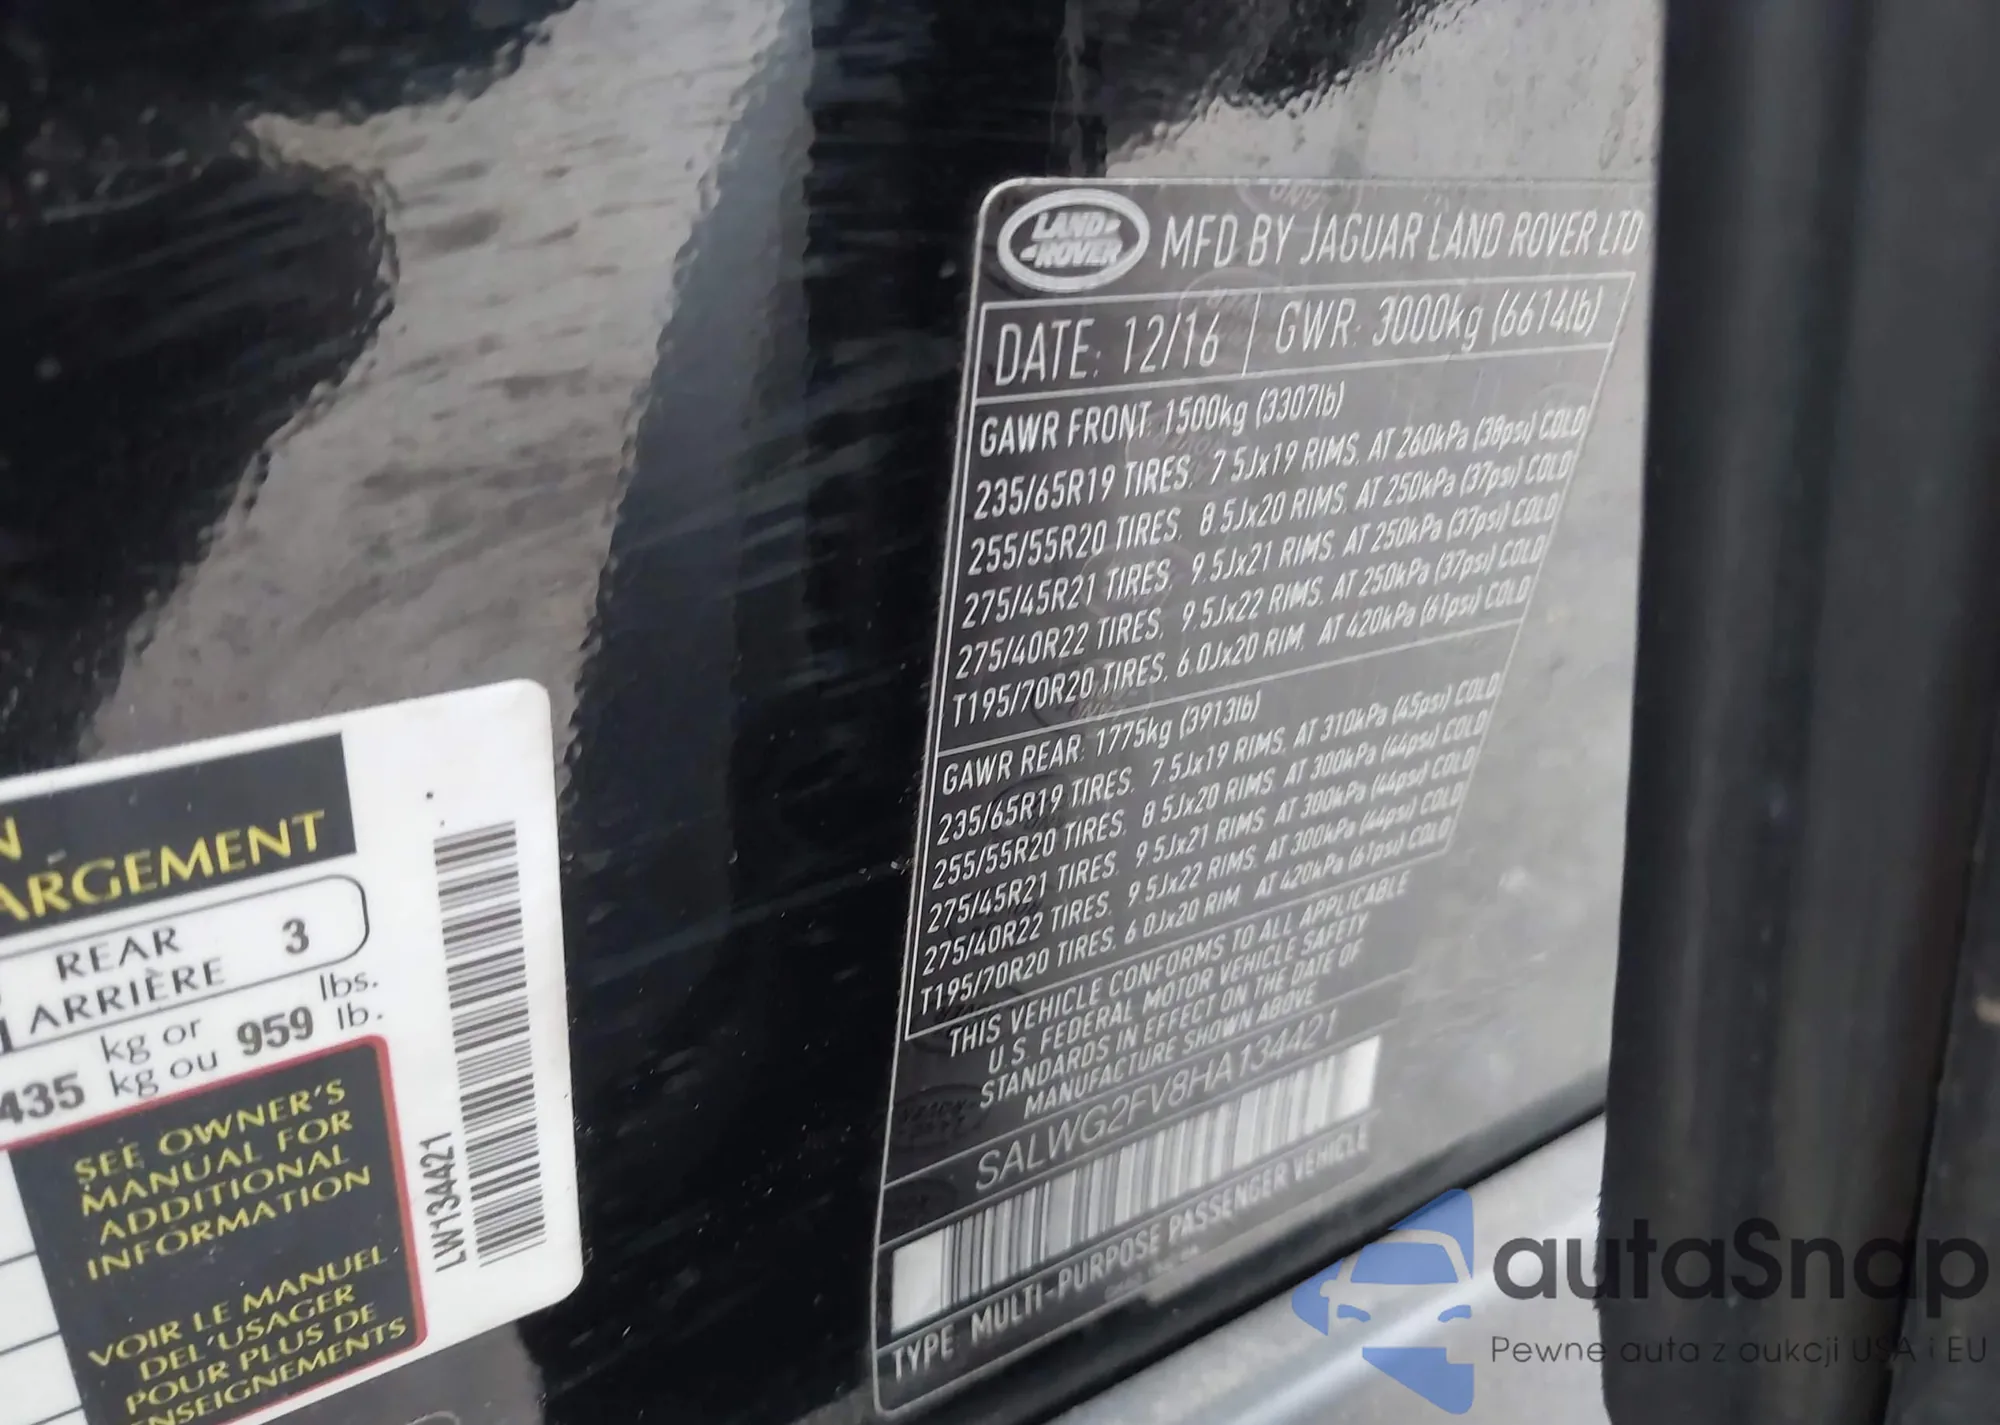 LAND ROVER
MFD BY JAGUAR LAND ROVER LTD
DATE: 12/16 GWR: 3000kg (6614lb)
GAWR FRONT: 1500kg (3307lb)
235/65R19 TIRES, 7.5Jx19 RIMS, AT 260kPa (38psi) COLD
255/55R20 TIRES, 8.5Jx20 RIMS, AT 250kPa (37psi) COLD
275/45R21 TIRES, 9.5Jx21 RIMS, AT 250kPa (37psi) COLD
275/40R22 TIRES, 9.5Jx22 RIMS, AT 250kPa (37psi) COLD
T195/70R20 TIRES, 6.0Jx20 RIM, AT 420kPa (61psi) COLD
GAWR REAR: 1775kg (3913lb)
235/65R19 TIRES, 7.5Jx19 RIMS, AT 310kPa (45psi) COLD
255/55R20 TIRES, 8.5Jx20 RIMS, AT 300kPa (44psi) COLD
275/45R21 TIRES, 9.5Jx21 RIMS, AT 300kPa (44psi) COLD
275/40R22 TIRES, 9.5Jx22 RIMS, AT 300kPa (44psi) COLD
T195/70R20 TIRES, 6.0Jx20 RIM, AT 420kPa (61psi) COLD
THIS VEHICLE CONFORMS TO ALL APPLICABLE
U.S. FEDERAL MOTOR VEHICLE SAFETY
STANDARDS IN EFFECT ON THE DATE OF
MANUFACTURE SHOWN ABOVE
SALWG2FV8HA134421
TYPE: MULTI-PURPOSE PASSENGER VEHICLE
N
ARGEMENT
REAR
ARRIÈRE 3
kg or 959 lbs.
435 kg ou lb.
SEE OWNER'S
MANUAL FOR
ADDITIONAL
INFORMATION
VOIR LE MANUEL
DEL'USAGER
POUR PLUS DE
ENSEIGNEMENTS
LW134421
autaSnap
Pewne auta z aukcji USA i EU